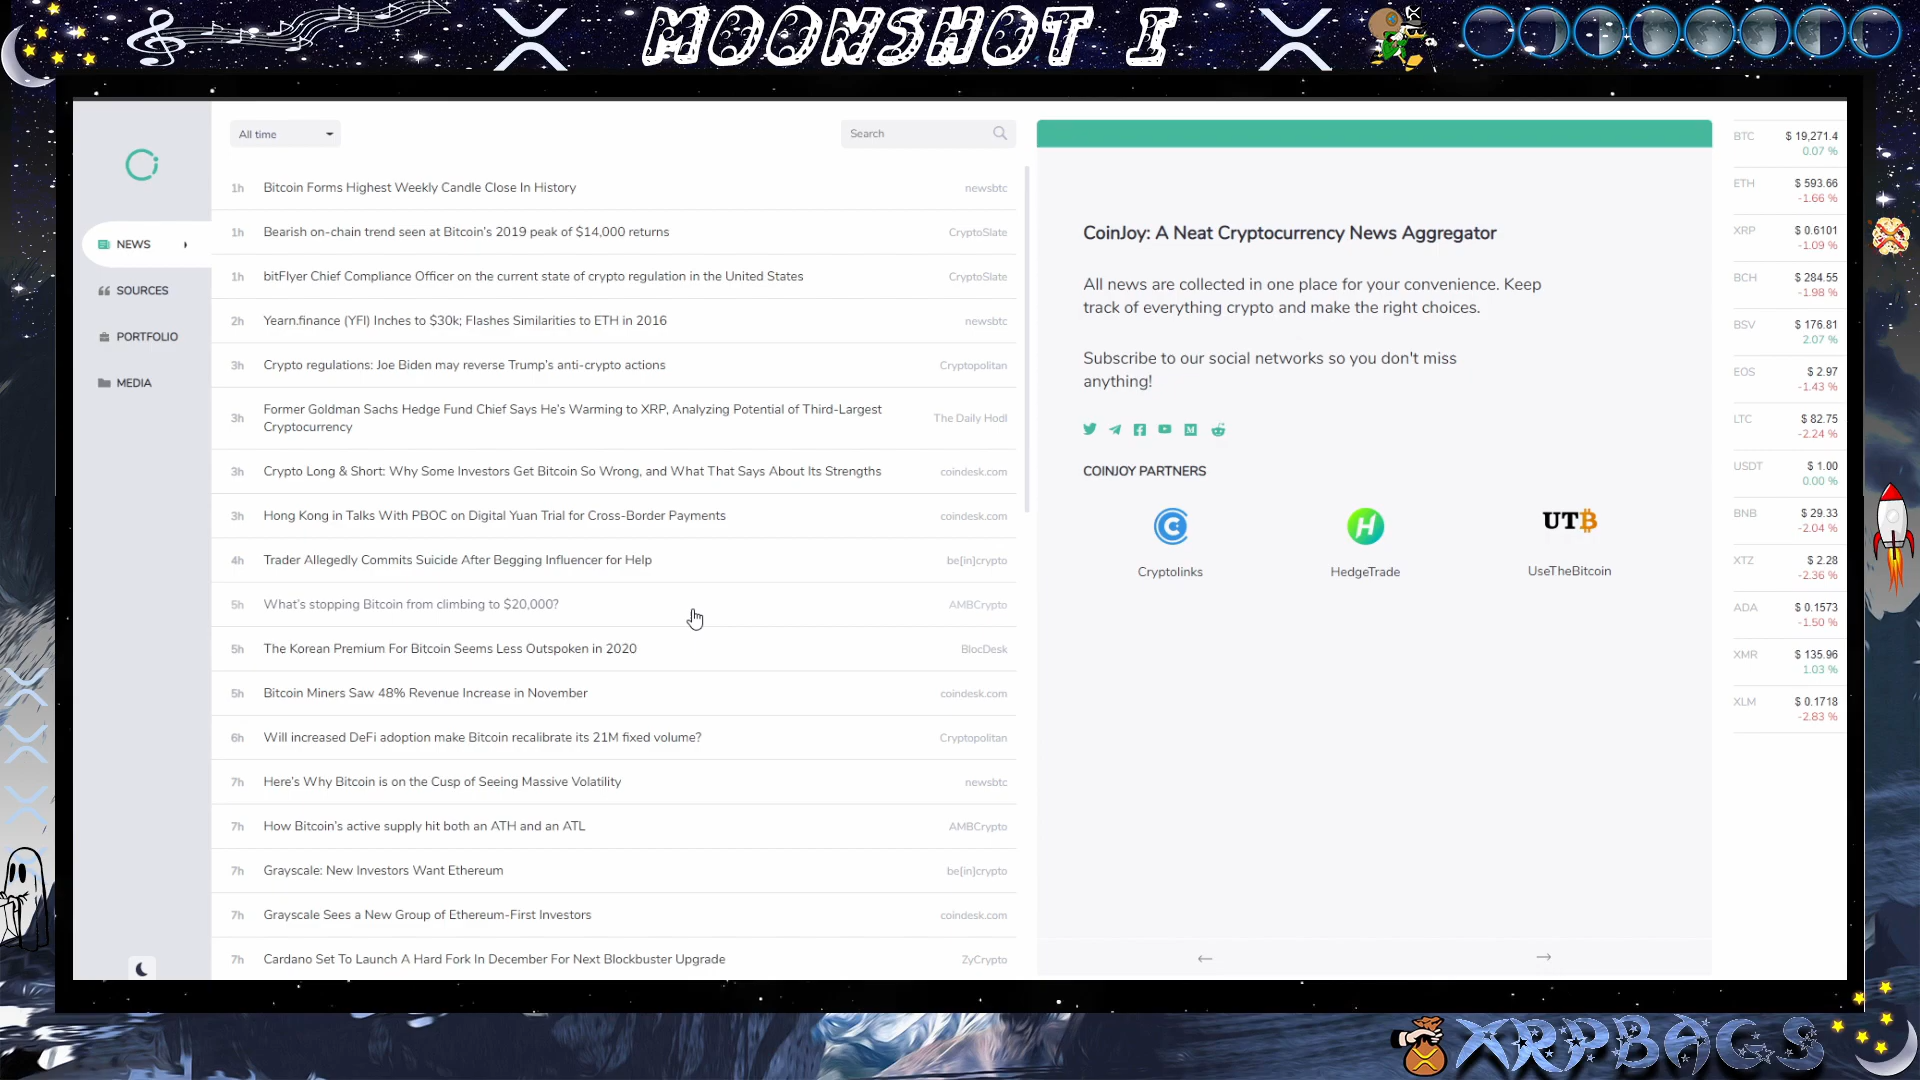 MOONSHOT I
All time
Search
1h Bitcoin Forms Highest Weekly Candle Close In History newsbtc
1h Bearish on-chain trend seen at Bitcoin's 2019 peak of $14,000 returns CryptoSlate
1h bitFlyer Chief Compliance Officer on the current state of crypto regulation in the United States CryptoSlate
2h Yearn.finance (YFI) Inches to $30k; Flashes Similarities to ETH in 2016 newsbtc
3h Crypto regulations: Joe Biden may reverse Trump's anti-crypto actions Cryptopolitan
3h Former Goldman Sachs Hedge Fund Chief Says He's Warming to XRP, Analyzing Potential of Third-Largest
Cryptocurrency The Daily Hodl
3h Crypto Long & Short: Why Some Investors Get Bitcoin So Wrong, and What That Says About Its Strengths coindesk.com
3h Hong Kong in Talks With PBOC on Digital Yuan Trial for Cross-Border Payments coindesk.com
4h Trader Allegedly Commits Suicide After Begging Influencer for Help be[in]crypto
5h What's stopping Bitcoin from climbing to $20,000? AMBCrypto
5h The Korean Premium For Bitcoin Seems Less Outspoken in 2020 BlocDesk
5h Bitcoin Miners Saw 48% Revenue Increase in November coindesk.com
6h Will increased DeFi adoption make Bitcoin recalibrate its 21M fixed volume? Cryptopolitan
7h Here's Why Bitcoin is on the Cusp of Seeing Massive Volatility newsbtc
7h How Bitcoin's active supply hit both an ATH and an ATL AMBCrypto
7h Grayscale: New Investors Want Ethereum be[in]crypto
7h Grayscale Sees a New Group of Ethereum-First Investors coindesk.com
7h Cardano Set To Launch A Hard Fork In December For Next Blockbuster Upgrade ZyCrypto
NEWS
SOURCES
PORTFOLIO
MEDIA
CoinJoy: A Neat Cryptocurrency News Aggregator
All news are collected in one place for your convenience. Keep
track of everything crypto and make the right choices.
Subscribe to our social networks so you don't miss
anything!
COINJOY PARTNERS
UTB
Cryptolinks HedgeTrade UseTheBitcoin
BTC $ 19,271.4
0.07 %
ETH $ 593.66
-1.66 %
XRP $ 0.6101
-1.09 %
BCH $ 284.55
-1.98 %
BSV $ 176.81
2.07 %
EOS $ 2.97
-1.43 %
LTC $ 82.75
-2.24 %
USDT $ 1.00
0.00 %
BNB $ 29.33
-2.04 %
XTZ $ 2.28
-2.36 %
ADA $ 0.1573
-1.50 %
XMR $ 135.96
1.03 %
XLM $ 0.1718
-2.83 %
XRPBAGS